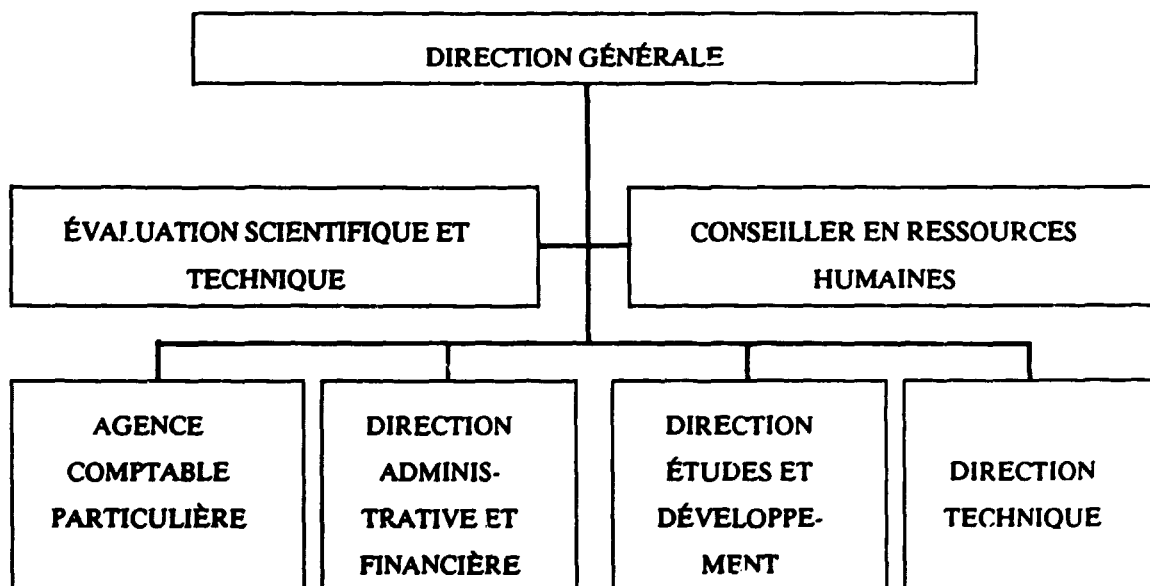 DIRECTION GÉNÉRALE
ÉVALUATION SCIENTIFIQUE ET
TECHNIQUE
CONSEILLER EN RESSOURCES
HUMAINES
AGENCE
COMPTABLE
PARTICULIÈRE
DIRECTION
ADMINIS-
TRATIVE ET
FINANCIÈRE
DIRECTION
ÉTUDES ET
DÉVELOPPE-
MENT
DIRECTION
TECHNIQUE